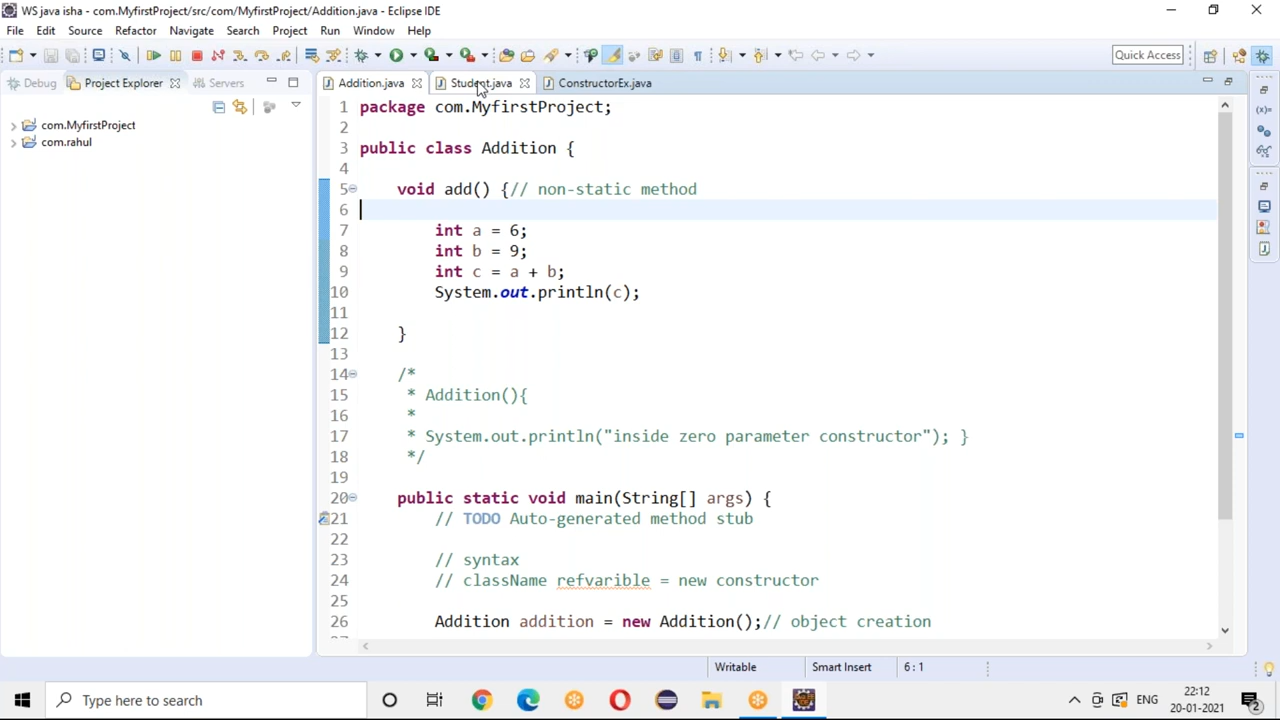 WS java isha - com.MyfirstProject/src/com/MyfirstProject/Addition.java - Eclipse IDE
File Edit Source Refactor Navigate Search Project Run Window Help
Quick Access
Debug Project Explorer Servers
Addition.java Student.java ConstructorEx.java
com.MyfirstProject
com.rahul
1 package com.MyfirstProject;
2
3 public class Addition {
4
5 void add() {// non-static method
6
7 int a = 6;
8 int b = 9;
9 int c = a + b;
10 System.out.println(c);
11
12 }
13
14 /*
15 * Addition(){
16 *
17 * System.out.println("inside zero parameter constructor"); }
18 */
19
20 public static void main(String[] args) {
21 // TODO Auto-generated method stub
22
23 // syntax
24 // className refvarible = new constructor
25
26 Addition addition = new Addition();// object creation
Writable Smart Insert 6 : 1
Type here to search
ENG
22:12
20-01-2021
2